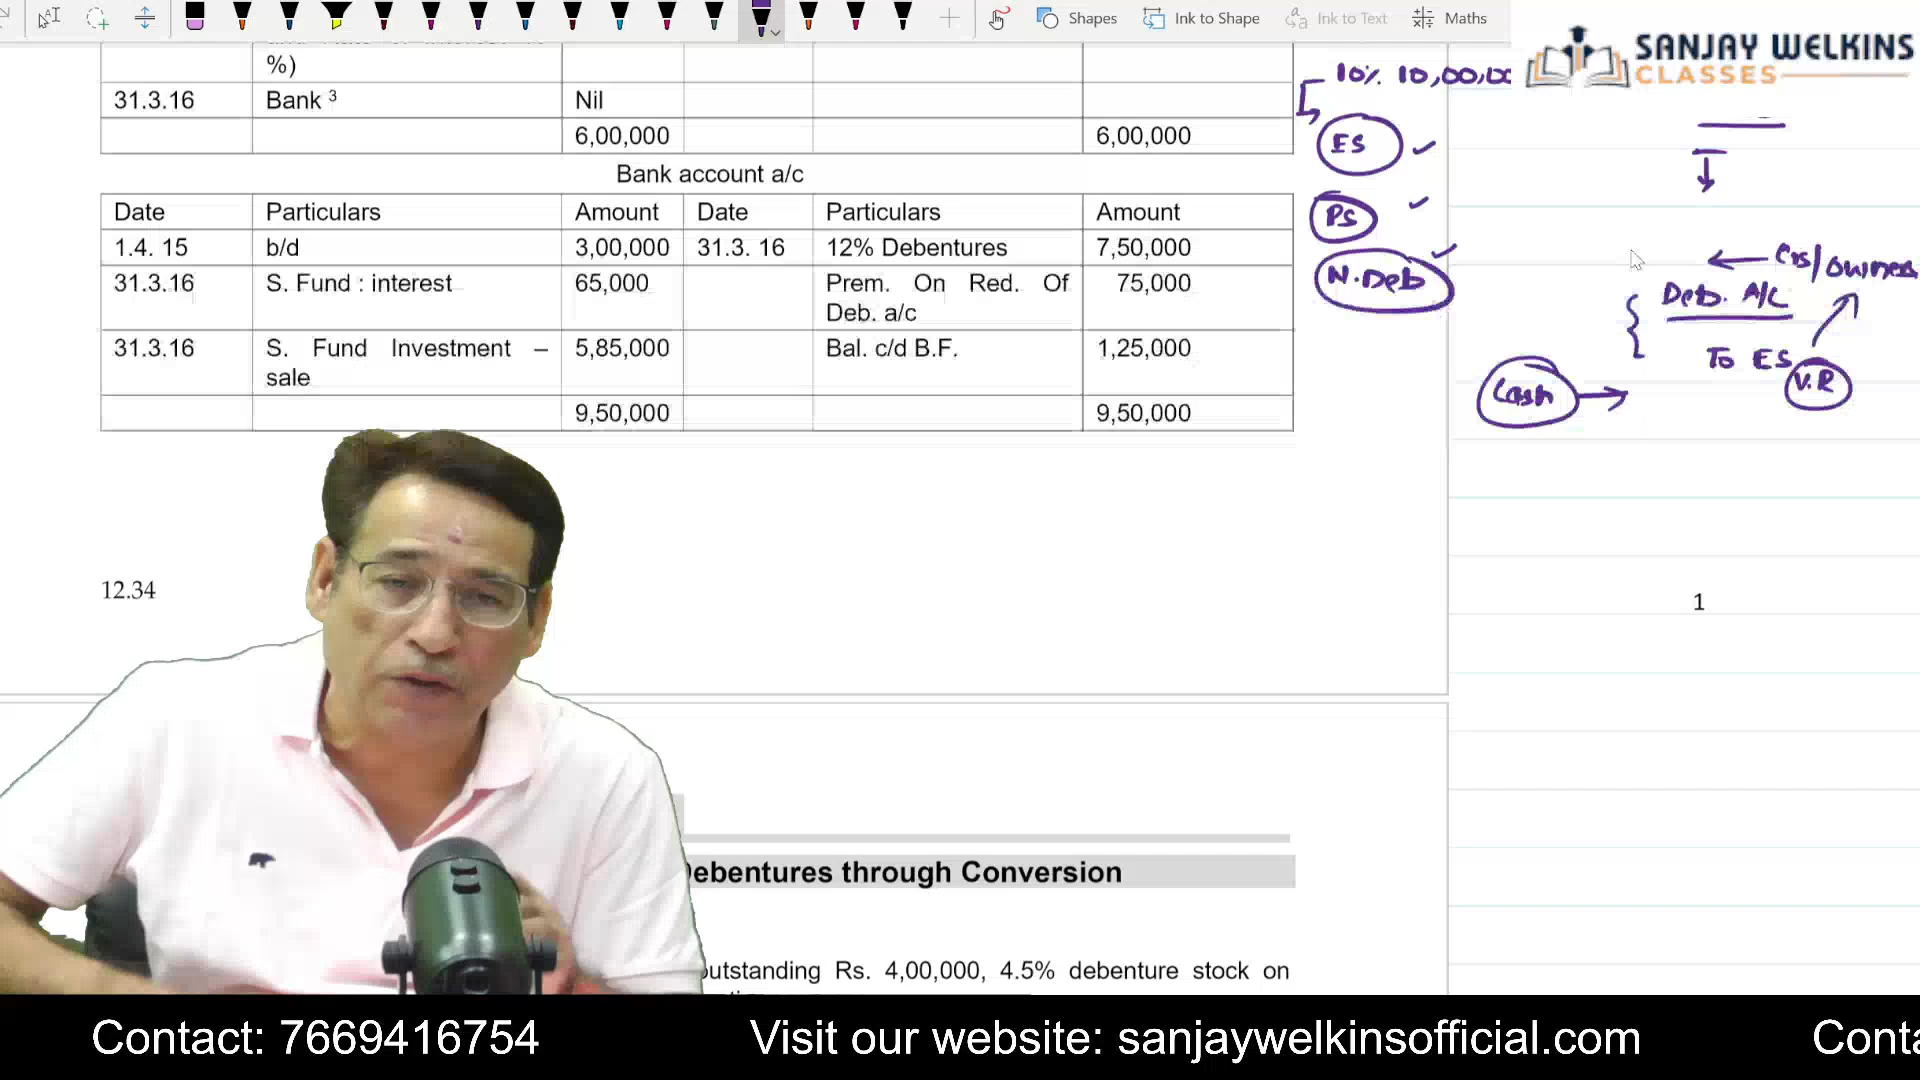 Shapes Ink to Shape Ink to Text Maths
SANJAY WELKINS
CLASSES
%)
31.3.16 Bank 3 Nil
6,00,000 6,00,000
Bank account a/c
Date Particulars Amount Date Particulars Amount
1.4. 15 b/d 3,00,000 31.3. 16 12% Debentures 7,50,000
31.3.16 S. Fund : interest 65,000 Prem. On Red. Of 75,000
Deb. a/c
31.3.16 S. Fund Investment – 5,85,000 Bal. c/d B.F. 1,25,000
sale
9,50,000 9,50,000
10% 10,00,00
ES
PS
N.Deb
Crs/owners
Deb. A/C
To ES
V.R
Cash
12.34
1
ebentures through Conversion
outstanding Rs. 4,00,000, 4.5% debenture stock on
Contact: 7669416754 Visit our website: sanjaywelkinsofficial.com Conta